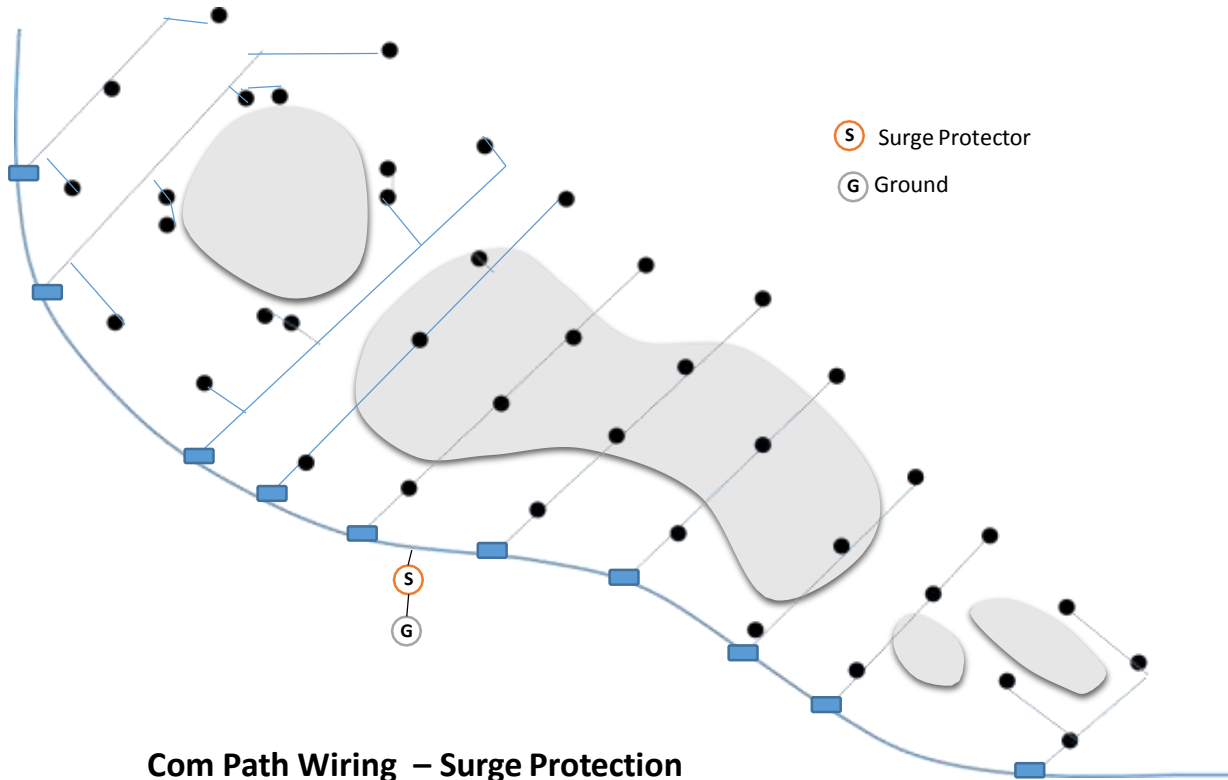 S Surge Protector
G Ground
S
G
Com Path Wiring – Surge Protection